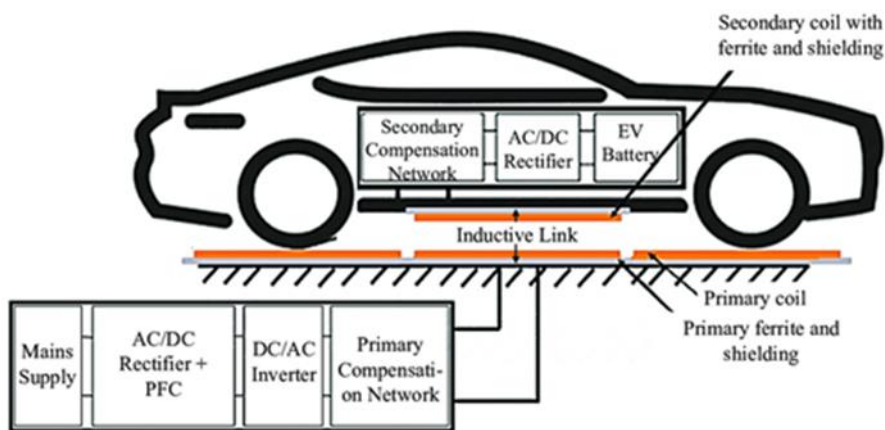 Secondary coil with
ferrite and shielding
Secondary
Compensation
Network
AC/DC
Rectifier
EV
Battery
Inductive Link
Primary coil
Primary ferrite and
shielding
Mains
Supply
AC/DC
Rectifier +
PFC
DC/AC
Inverter
Primary
Compensati-
on Network